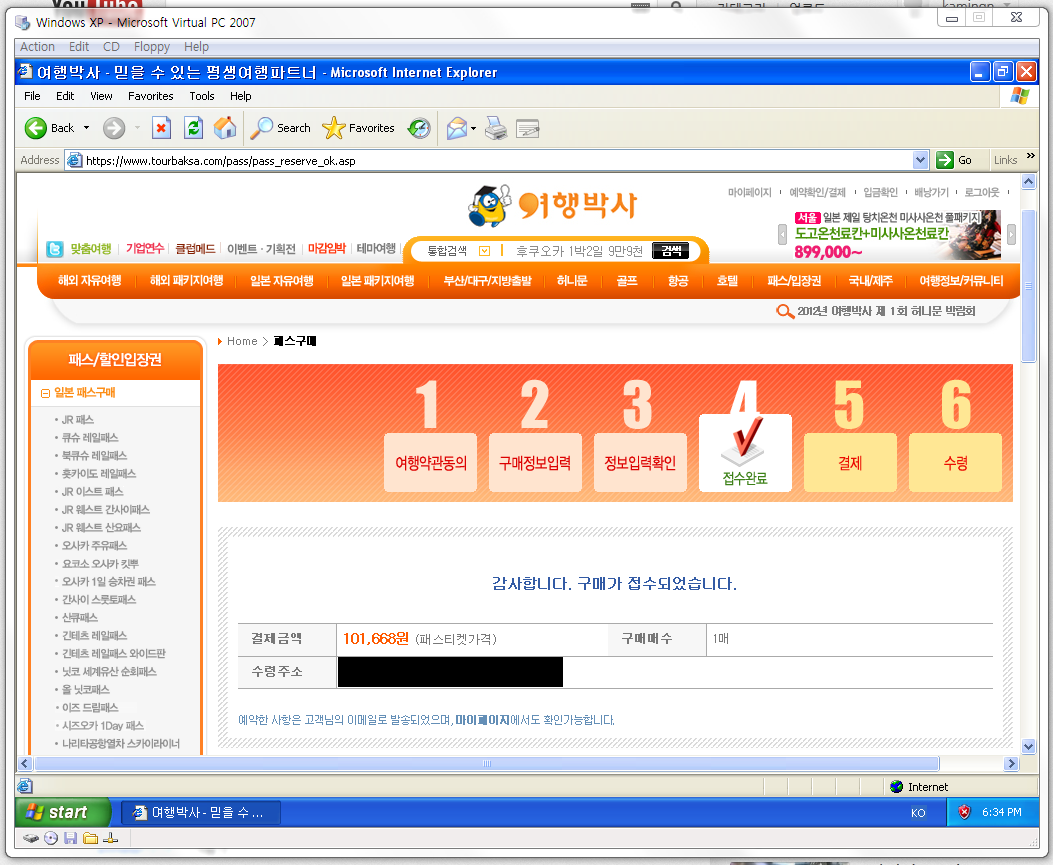 YouTube
kaminon
Windows XP - Microsoft Virtual PC 2007
Action Edit CD Floppy Help
여행박사 - 믿을 수 있는 평생여행파트너 - Microsoft Internet Explorer
File Edit View Favorites Tools Help
Back Search Favorites
Address https://www.tourbaksa.com/pass/pass_reserve_ok.asp Go Links »
여행박사
마이페이지 예약확인/결제 입금확인 배낭가기 로그아웃
서울 일본 제일 탕치온천 미사사온천 풀패키지
도고온천료칸+미사사온천료칸
899,000~
맞춤여행 기업연수 클럽메드 이벤트·기획전 마감임박 테마여행
통합검색 후쿠오카 1박2일 9만9천 검색
해외 자유여행 해외 패키지여행 일본 자유여행 일본 패키지여행 부산/대구/지방출발 허니문 골프 항공 호텔 패스/입장권 국내/제주 여행정보/커뮤니티
2012년 여행박사 제 1회 허니문 박람회
Home > 패스구매
패스/할인입장권
일본 패스구매
• JR 패스
• 큐슈 레일패스
• 북큐슈 레일패스
• 홋카이도 레일패스
• JR 이스트 패스
• JR 웨스트 간사이패스
• JR 웨스트 산요패스
• 오사카 주유패스
• 요코소 오사카 킷뿌
• 오사카 1일 승차권 패스
• 간사이 스룻토패스
• 산큐패스
• 긴테츠 레일패스
• 긴테츠 레일패스 와이드판
• 닛코 세계유산 순회패스
• 올 닛코패스
• 이즈 드림패스
• 시즈오카 1Day 패스
• 나리타공항열차 스카이라이너
1 2 3 4 5 6
여행약관동의 구매정보입력 정보입력확인 접수완료 결제 수령
감사합니다. 구매가 접수되었습니다.
결제금액 101,668원 (패스티켓가격) 구매매수 1매
수령주소
예약한 사항은 고객님의 이메일로 발송되었으며, 마이페이지에서도 확인가능합니다.
Internet
start 여행박사 - 믿을 수 ... KO 6:34 PM